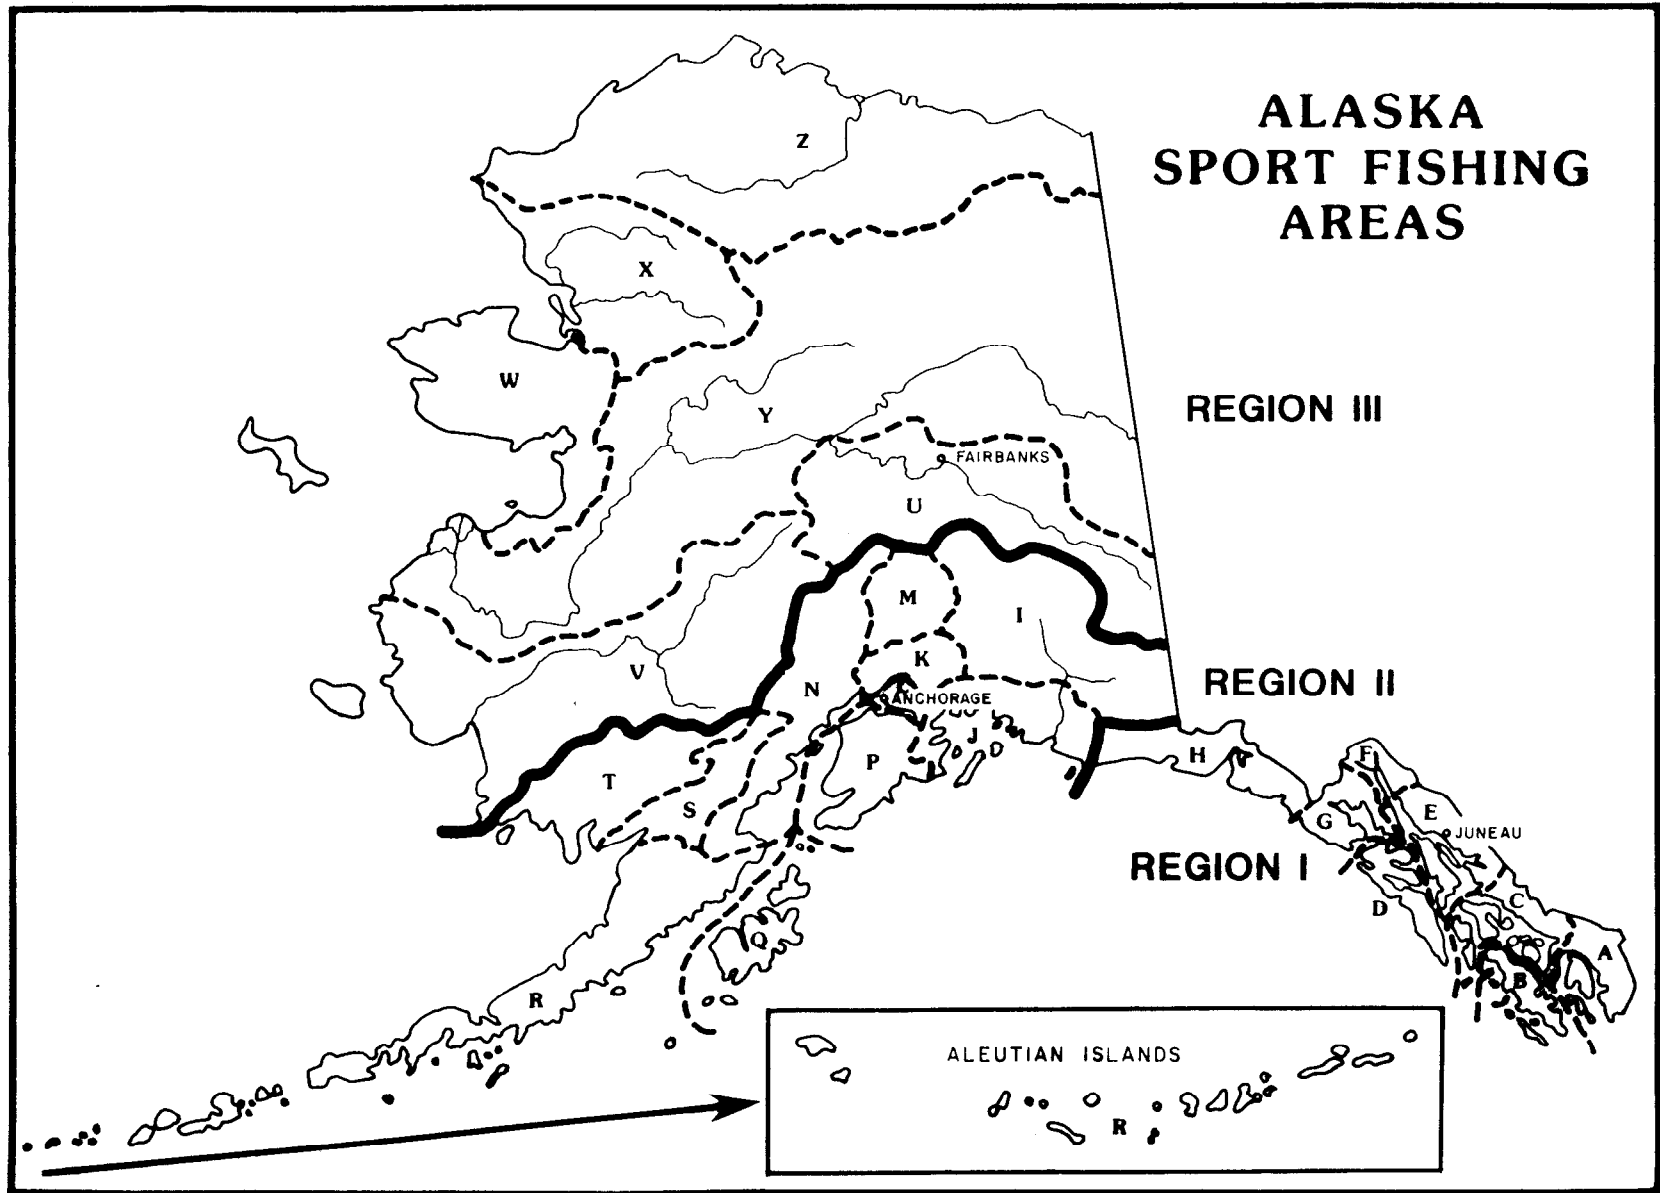 ALASKA
SPORT FISHING
AREAS
Z
X
W
REGION III
Y
FAIRBANKS
U
M
I
K
V
N
REGION II
ANCHORAGE
J
H
F
P
T
S
E
G
JUNEAU
REGION I
C
D
Q
A
B
R
ALEUTIAN ISLANDS
R